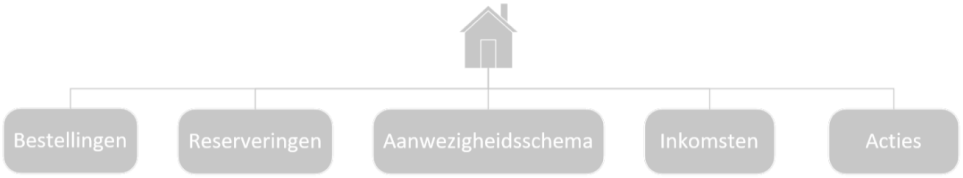 Bestellingen
Reserveringen
Aanwezigheidsschema
Inkomsten
Acties